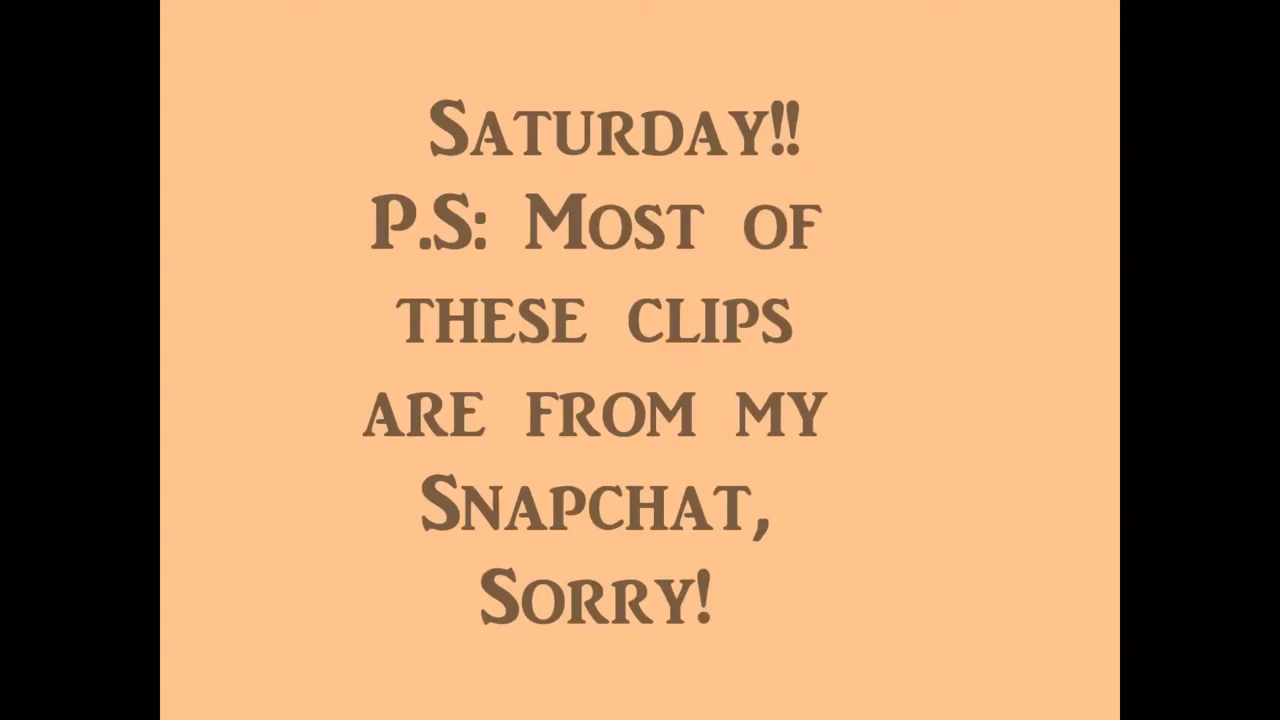 Saturday!!
P.S: Most of
these clips
are from my
Snapchat,
Sorry!